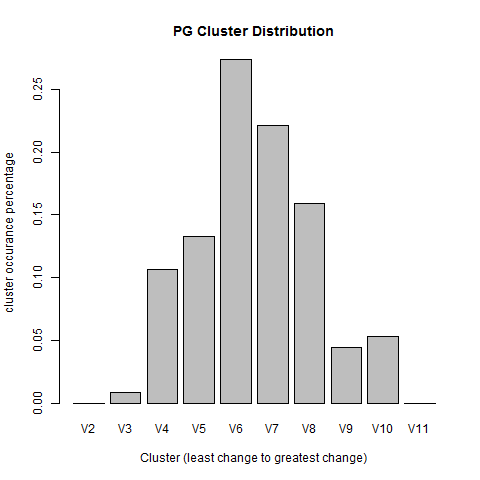 PG Cluster Distribution
cluster occurance percentage
0.25
0.20
0.15
0.10
0.05
0.00
V2 V3 V4 V5 V6 V7 V8 V9 V10 V11
Cluster (least change to greatest change)